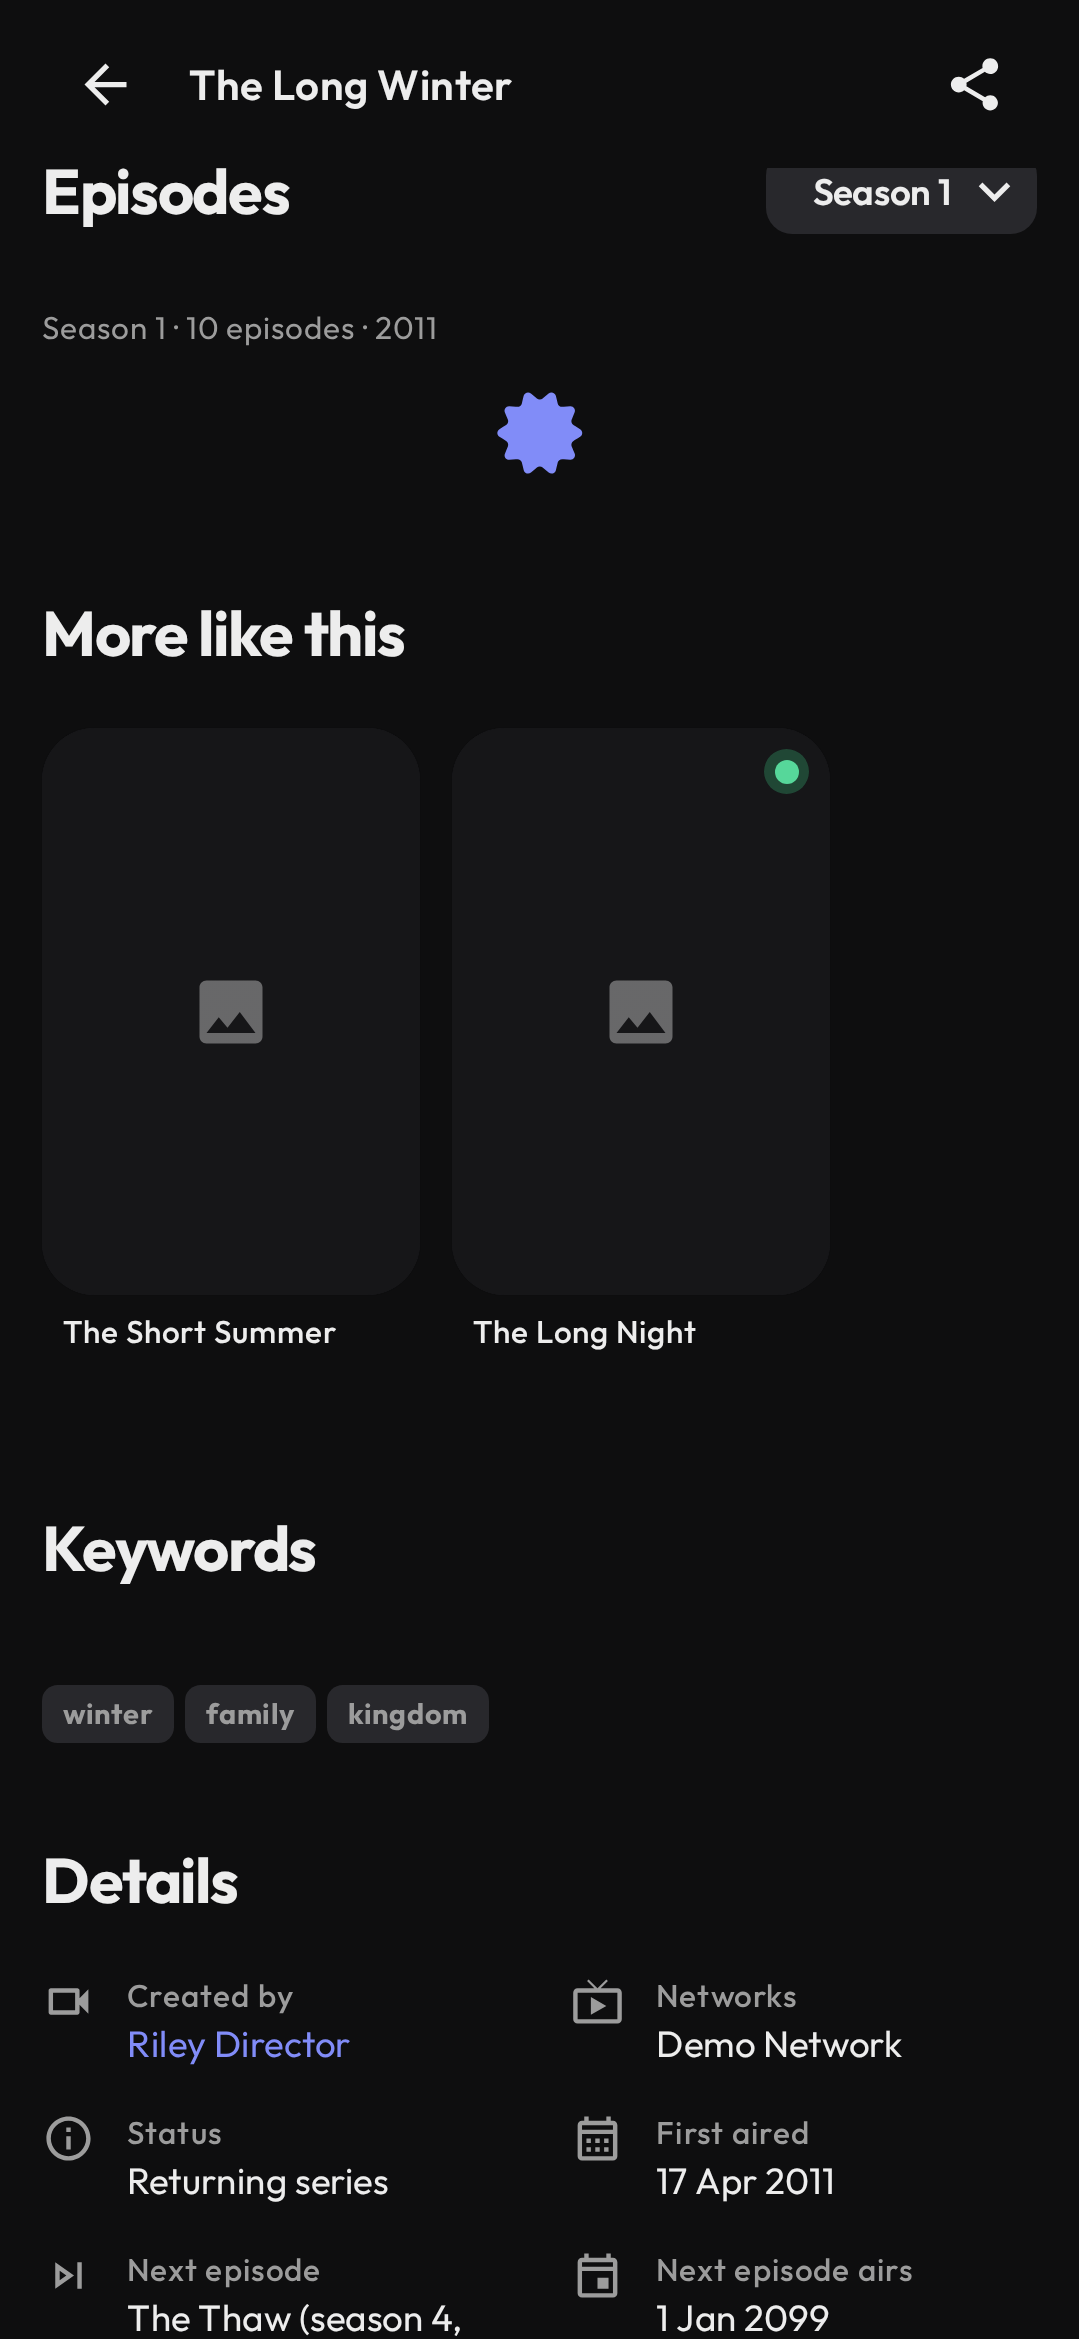 The Long Winter
Episodes
Season 1
Season 1 · 10 episodes · 2011
More like this
The Short Summer
The Long Night
Keywords
winter
family
kingdom
Details
Created by
Riley Director
Networks
Demo Network
Status
Returning series
First aired
17 Apr 2011
Next episode
The Thaw (season 4,
Next episode airs
1 Jan 2099